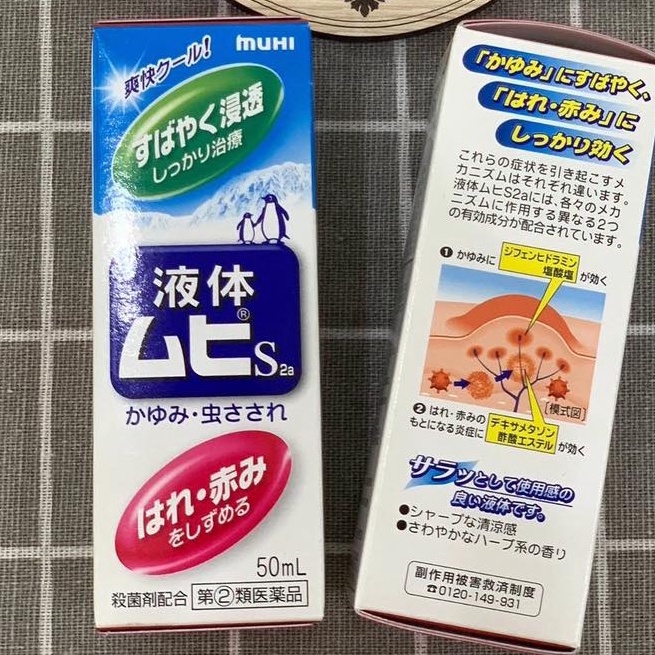 爽快クール!
muHI
すばやく浸透
しっかり治療
液体
ムヒ®S2a
かゆみ・虫さされ
はれ・赤み
をしずめる
50mL
殺菌剤配合 指②類医薬品
「かゆみ」にすばやく、
「はれ・赤み」に
しっかり効く
これらの症状を引き起こすメ
カニズムはそれぞれ違います。
液体ムヒS2aには、各々のメカ
ニズムに作用する異なる2つ
の有効成分が配合されています。
❶ かゆみに ジフェンヒドラミン
塩酸塩 が効く
[模式図]
❷ はれ・赤みの
もとになる炎症に デキサメタゾン
酢酸エステル が効く
サラッとして使用感の
良い液体です。
●シャープな清涼感
●さわやかなハーブ系の香り
副作用被害救済制度
☎0120-149-931